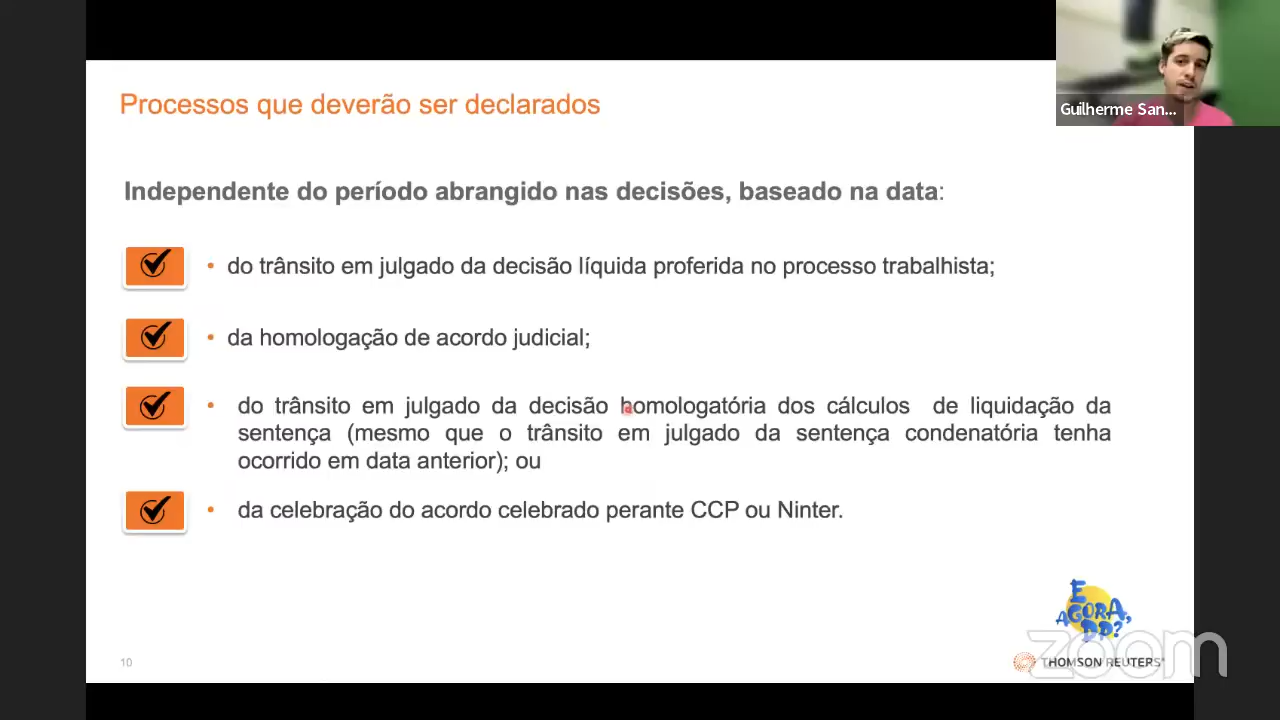 Processos que deverão ser declarados
Guilherme San...
Independente do período abrangido nas decisões, baseado na data:
• do trânsito em julgado da decisão líquida proferida no processo trabalhista;
• da homologação de acordo judicial;
• do trânsito em julgado da decisão homologatória dos cálculos de liquidação da
sentença (mesmo que o trânsito em julgado da sentença condenatória tenha
ocorrido em data anterior); ou
• da celebração do acordo celebrado perante CCP ou Ninter.
E
AGORA,
DP?
zoom
10
THOMSON REUTERS®